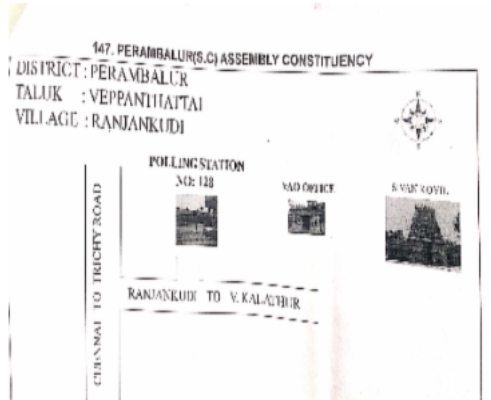 147. PERAMBALUR(S.C) ASSEMBLY CONSTITUENCY
DISTRICT : PERAMBALUR
TALUK : VEPPANTHATTAI
VILLAGE : RANJANKUDI
POLLING STATION
NO: 128
VAO OFFICE
RANJANKUDI TO V. KALATHUR
CHENNAI TO TRICHY ROAD